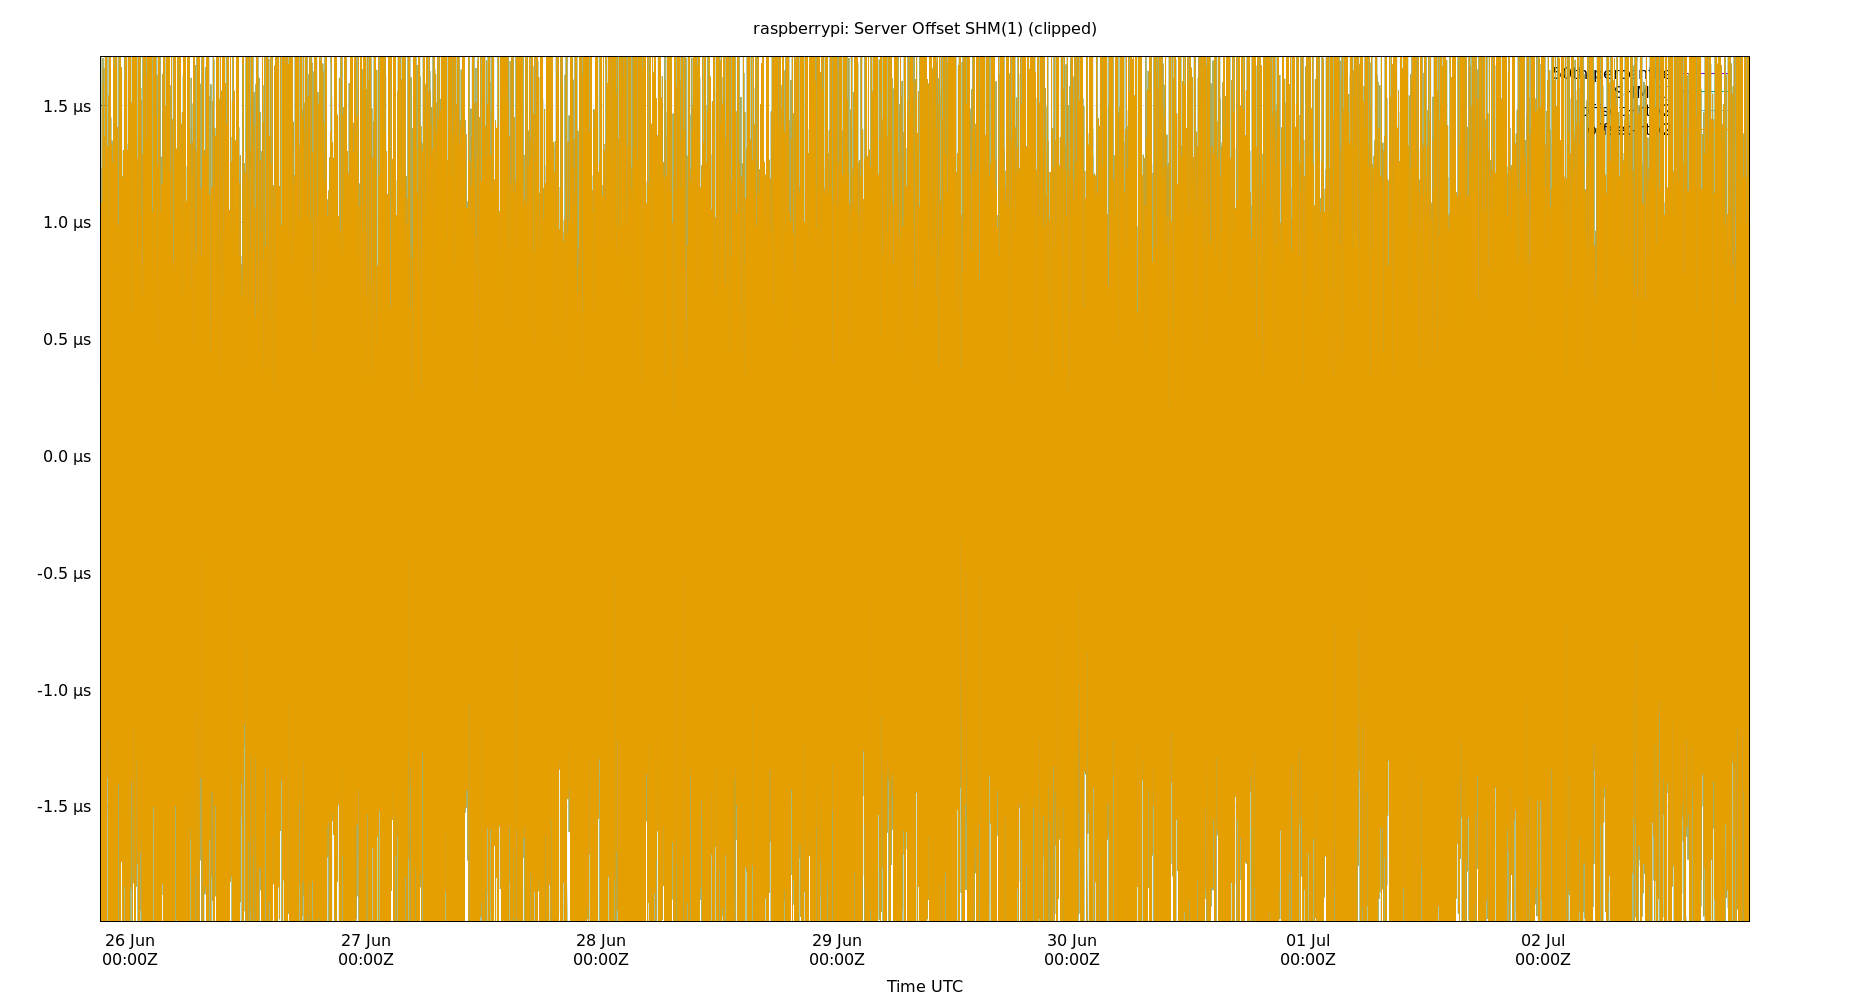 raspberrypi: Server Offset SHM(1) (clipped)
1.5 µs
1.0 µs
0.5 µs
0.0 µs
-0.5 µs
-1.0 µs
-1.5 µs
26 Jun 27 Jun 28 Jun 29 Jun 30 Jun 01 Jul 02 Jul
00:00Z 00:00Z 00:00Z 00:00Z 00:00Z 00:00Z 00:00Z
Time UTC